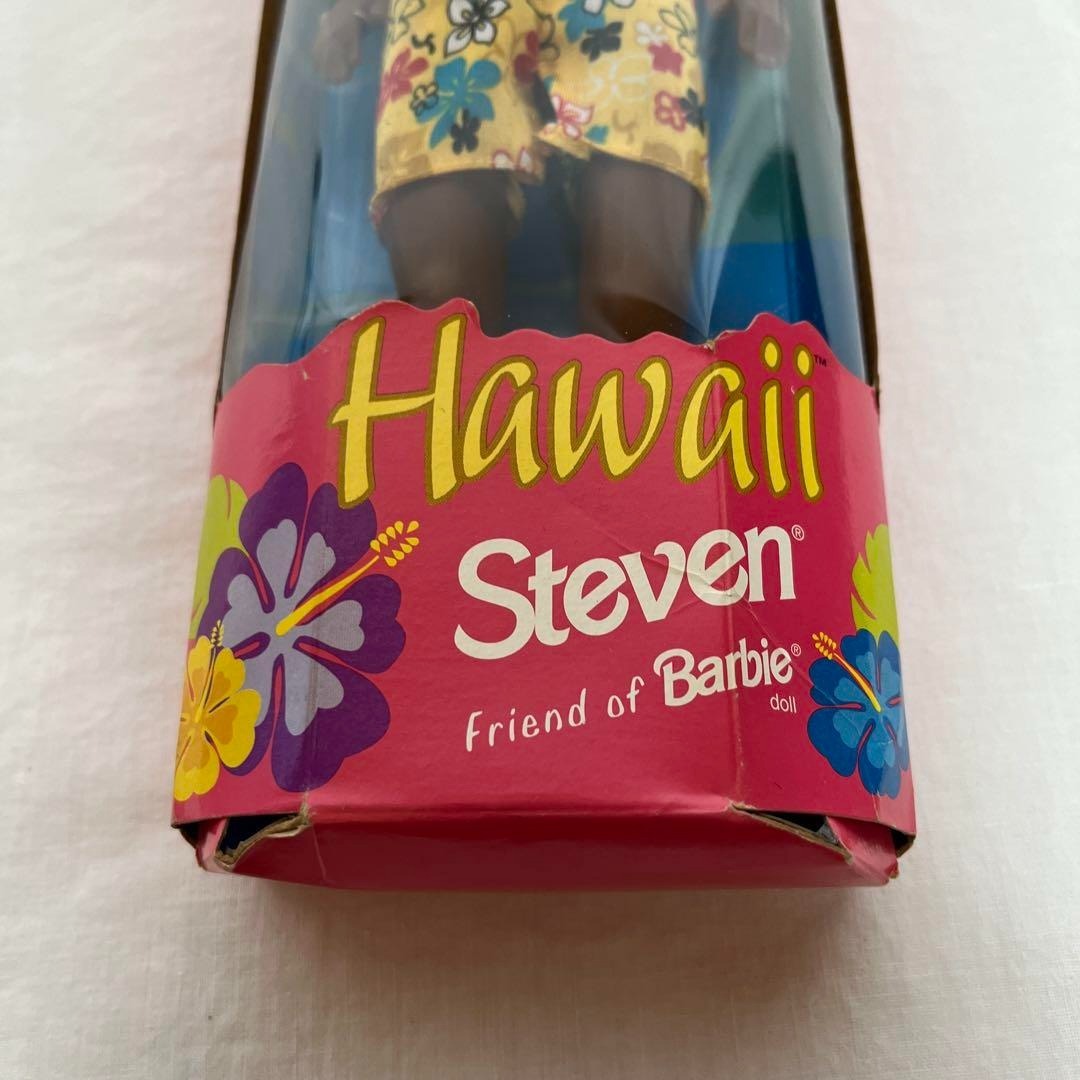 Hawaii™
Steven®
Friend of Barbie®
doll